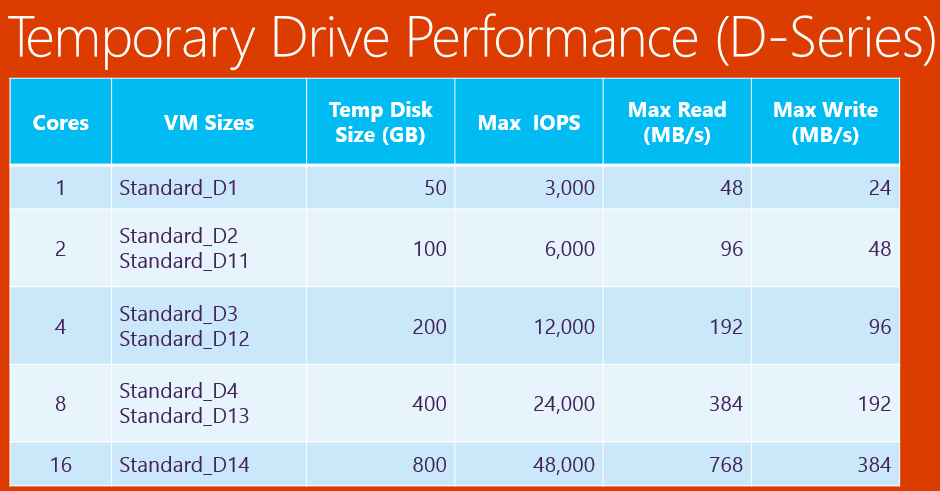 Temporary Drive Performance (D-Series)
Cores VM Sizes Temp Disk Size (GB) Max IOPS Max Read (MB/s) Max Write (MB/s)
1 Standard_D1 50 3,000 48 24
2 Standard_D2 Standard_D11 100 6,000 96 48
4 Standard_D3 Standard_D12 200 12,000 192 96
8 Standard_D4 Standard_D13 400 24,000 384 192
16 Standard_D14 800 48,000 768 384